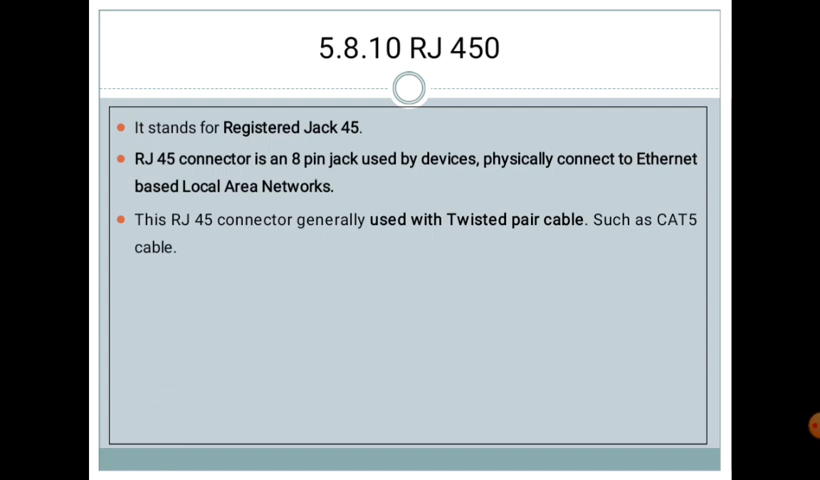 5.8.10 RJ 450
It stands for Registered Jack 45.
RJ 45 connector is an 8 pin jack used by devices, physically connect to Ethernet
based Local Area Networks.
This RJ 45 connector generally used with Twisted pair cable. Such as CAT5
cable.